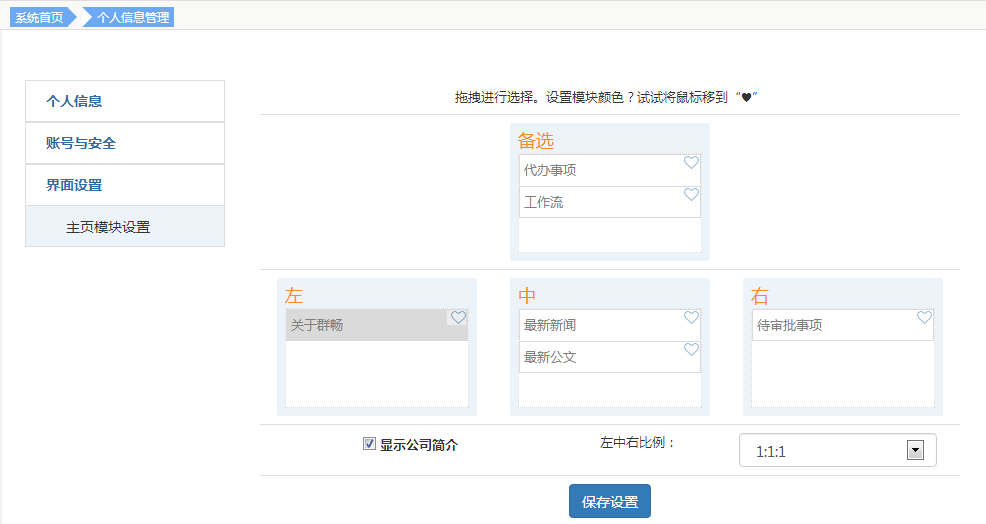 系统首页 个人信息管理
个人信息
账号与安全
界面设置
主页模块设置
拖拽进行选择。设置模块颜色？试试将鼠标移到“♥”
备选
代办事项
工作流
左
关于群畅
中
最新新闻
最新公文
右
待审批事项
显示公司简介
左中右比例：
1:1:1
保存设置